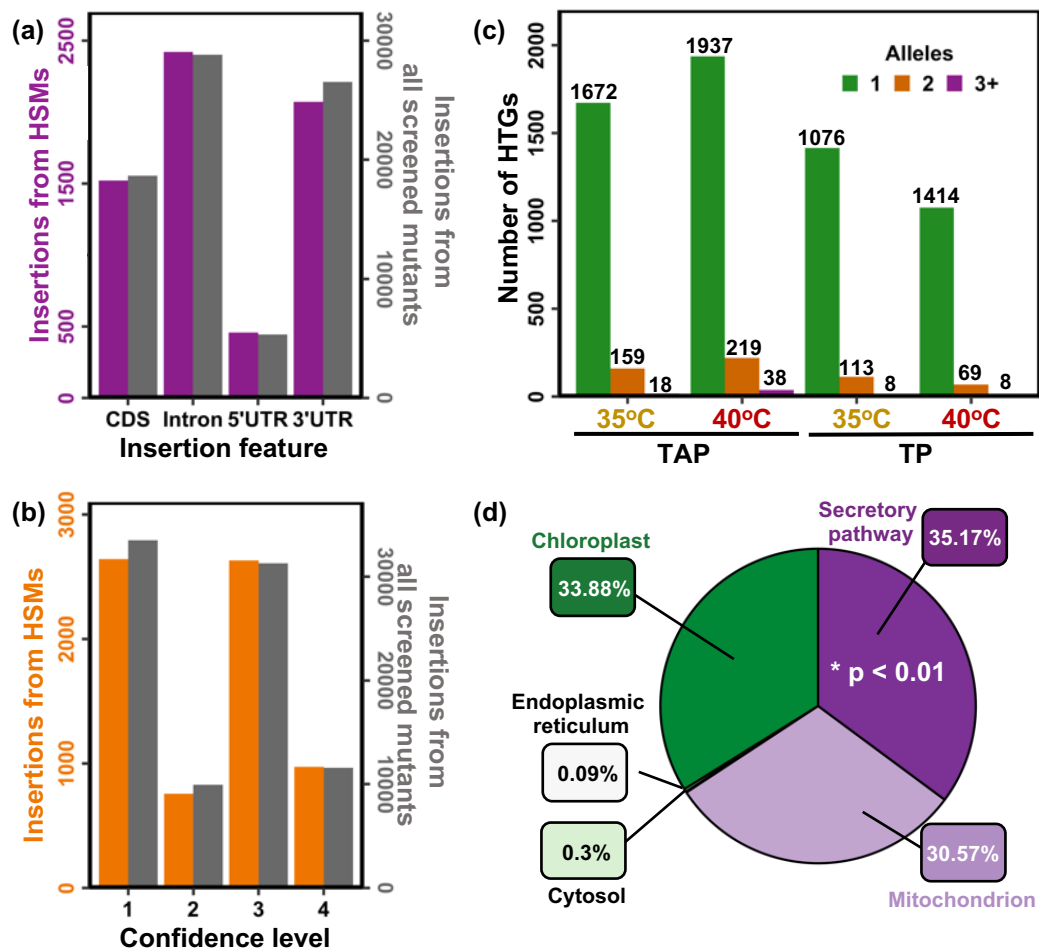 (a)
Insertions from HSMs
0
500
1500
2500
Insertions from
all screened mutants
0
10000
20000
30000
CDS Intron 5'UTR 3'UTR
Insertion feature
(b)
Insertions from HSMs
0
1000
2000
3000
Insertions from
all screened mutants
0
10000
20000
30000
1 2 3 4
Confidence level
(c)
Number of HTGs
0
500
1000
1500
2000
Alleles
1 2 3+
1672
159
18
1937
219
38
1076
113
8
1414
69
8
35°C 40°C 35°C 40°C
TAP TP
(d)
Chloroplast
33.88%
Secretory
pathway
35.17%
* p < 0.01
Endoplasmic
reticulum
0.09%
0.3%
Cytosol
30.57%
Mitochondrion